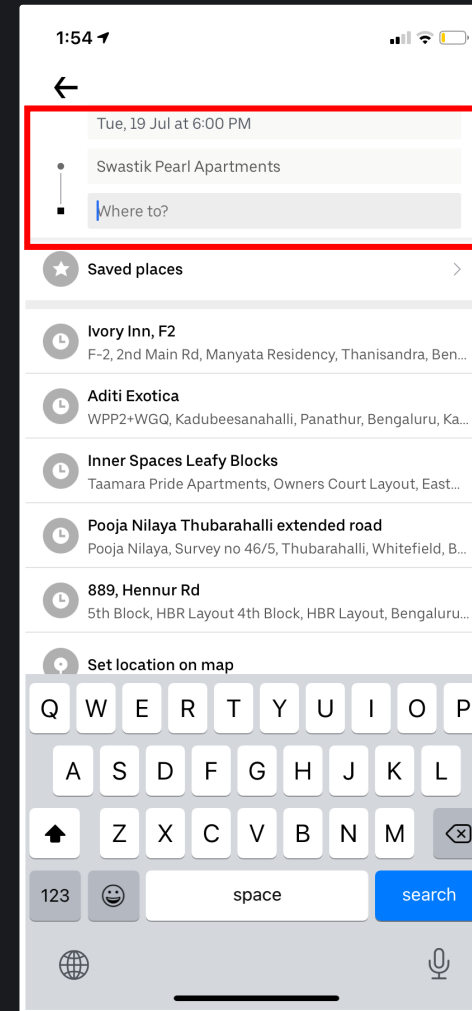 1:54
Tue, 19 Jul at 6:00 PM
Swastik Pearl Apartments
Where to?
Saved places
Ivory Inn, F2
F-2, 2nd Main Rd, Manyata Residency, Thanisandra, Ben...
Aditi Exotica
WPP2+WGQ, Kadubeesanahalli, Panathur, Bengaluru, Ka...
Inner Spaces Leafy Blocks
Taamara Pride Apartments, Owners Court Layout, East...
Pooja Nilaya Thubarahalli extended road
Pooja Nilaya, Survey no 46/5, Thubarahalli, Whitefield, B...
889, Hennur Rd
5th Block, HBR Layout 4th Block, HBR Layout, Bengaluru...
Set location on map
Q W E R T Y U I O P
A S D F G H J K L
Z X C V B N M
123 space search